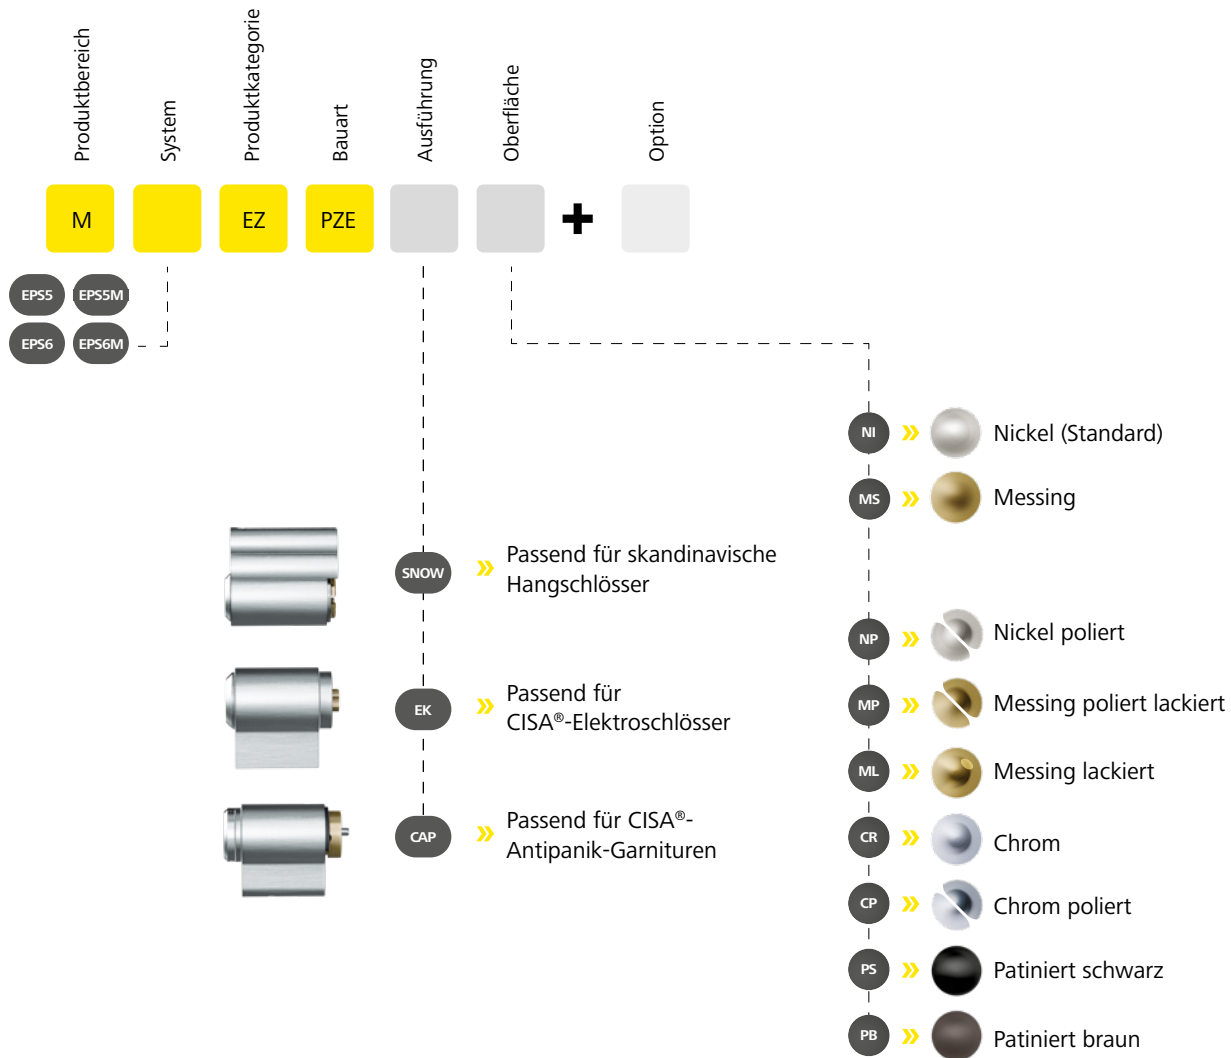 Produktbereich
System
Produktkategorie
Bauart
Ausführung
Oberfläche
Option
M
EZ
PZE
+
EPS5
EPS5M
EPS6
EPS6M
NI » Nickel (Standard)
MS » Messing
SNOW » Passend für skandinavische
Hangschlösser
NP » Nickel poliert
EK » Passend für
CISA®-Elektroschlösser
MP » Messing poliert lackiert
ML » Messing lackiert
CAP » Passend für CISA®-
Antipanik-Garnituren
CR » Chrom
CP » Chrom poliert
PS » Patiniert schwarz
PB » Patiniert braun